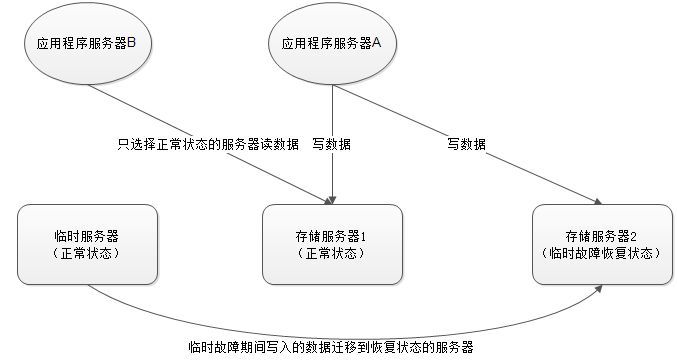 应用程序服务器B
应用程序服务器A
只选择正常状态的服务器读数据
写数据
写数据
临时服务器
（正常状态）
存储服务器1
（正常状态）
存储服务器2
（临时故障恢复状态）
临时故障期间写入的数据迁移到恢复状态的服务器